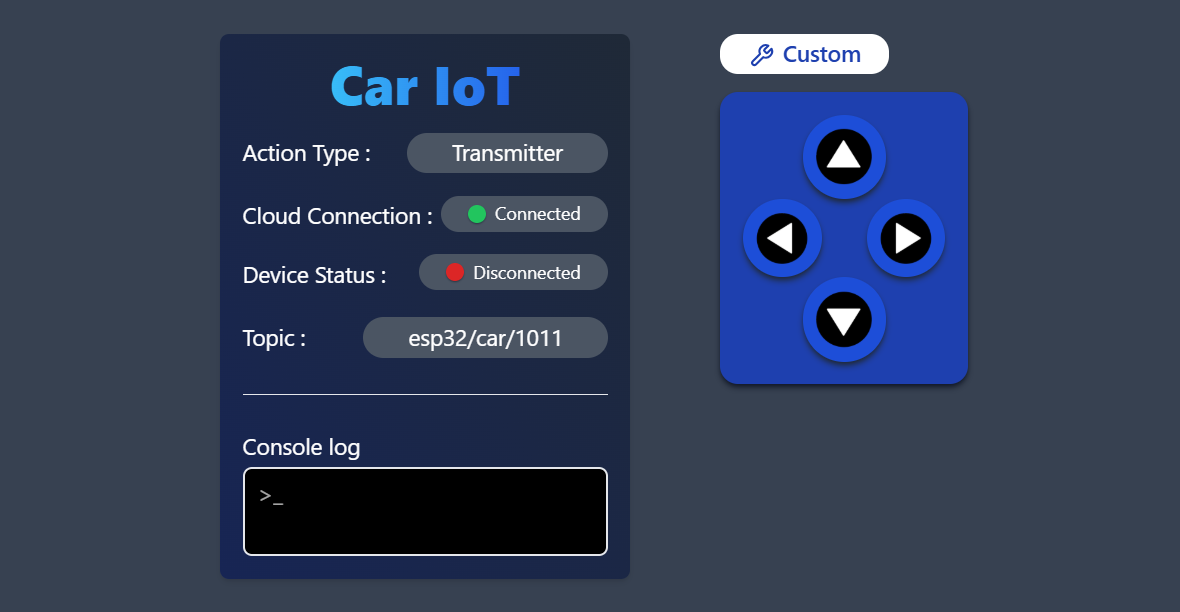 Car IoT
Action Type : Transmitter
Cloud Connection : Connected
Device Status : Disconnected
Topic : esp32/car/1011
Console log
>_
Custom